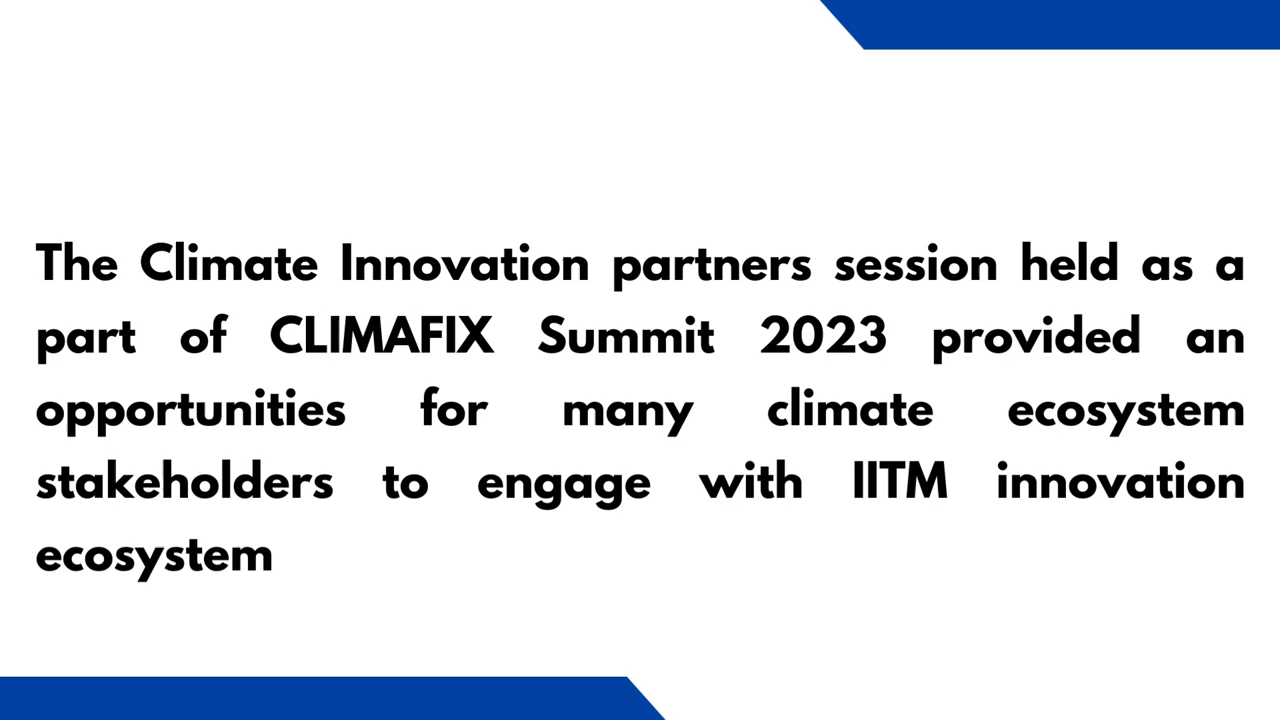 The Climate Innovation partners session held as a
part of CLIMAFIX Summit 2023 provided an
opportunities for many climate ecosystem
stakeholders to engage with IITM innovation
ecosystem